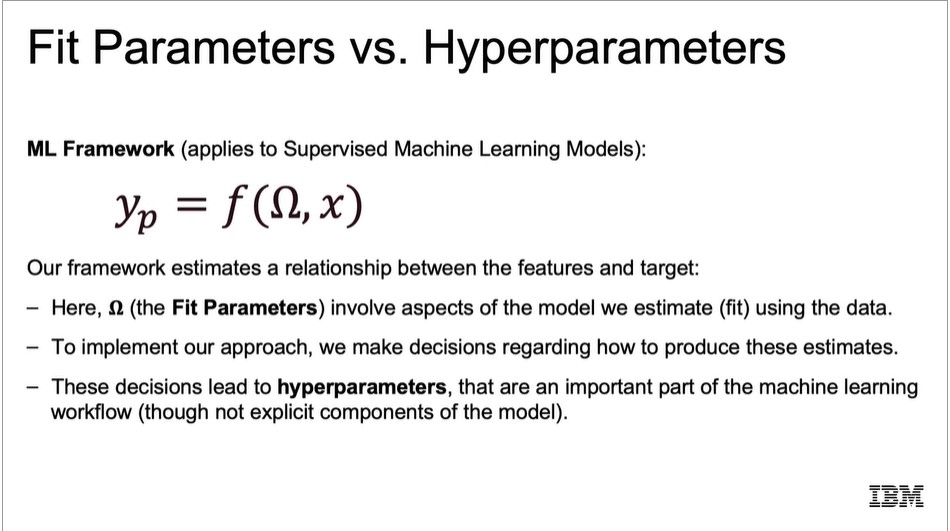 Fit Parameters vs. Hyperparameters
ML Framework (applies to Supervised Machine Learning Models):
yₚ = f(Ω, x)
Our framework estimates a relationship between the features and target:
– Here, Ω (the Fit Parameters) involve aspects of the model we estimate (fit) using the data.
– To implement our approach, we make decisions regarding how to produce these estimates.
– These decisions lead to hyperparameters, that are an important part of the machine learning
workflow (though not explicit components of the model).
IBM